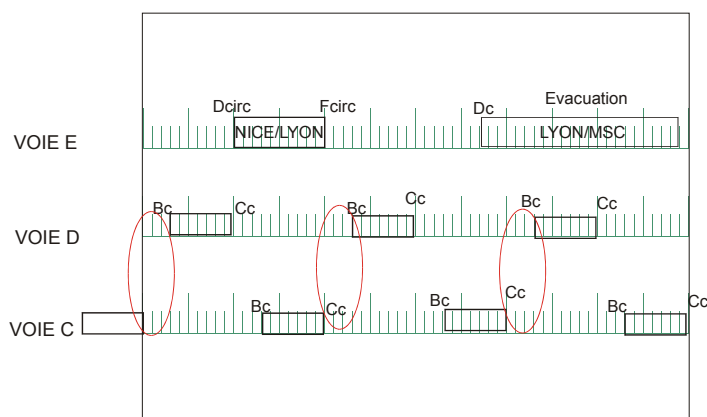 Evacuation
Dcirc Fcirc Dc
VOIE E NICE/LYON LYON/MSC
Bc Cc Bc Cc Bc Cc
VOIE D
Bc Cc Bc Cc Bc Cc
VOIE C